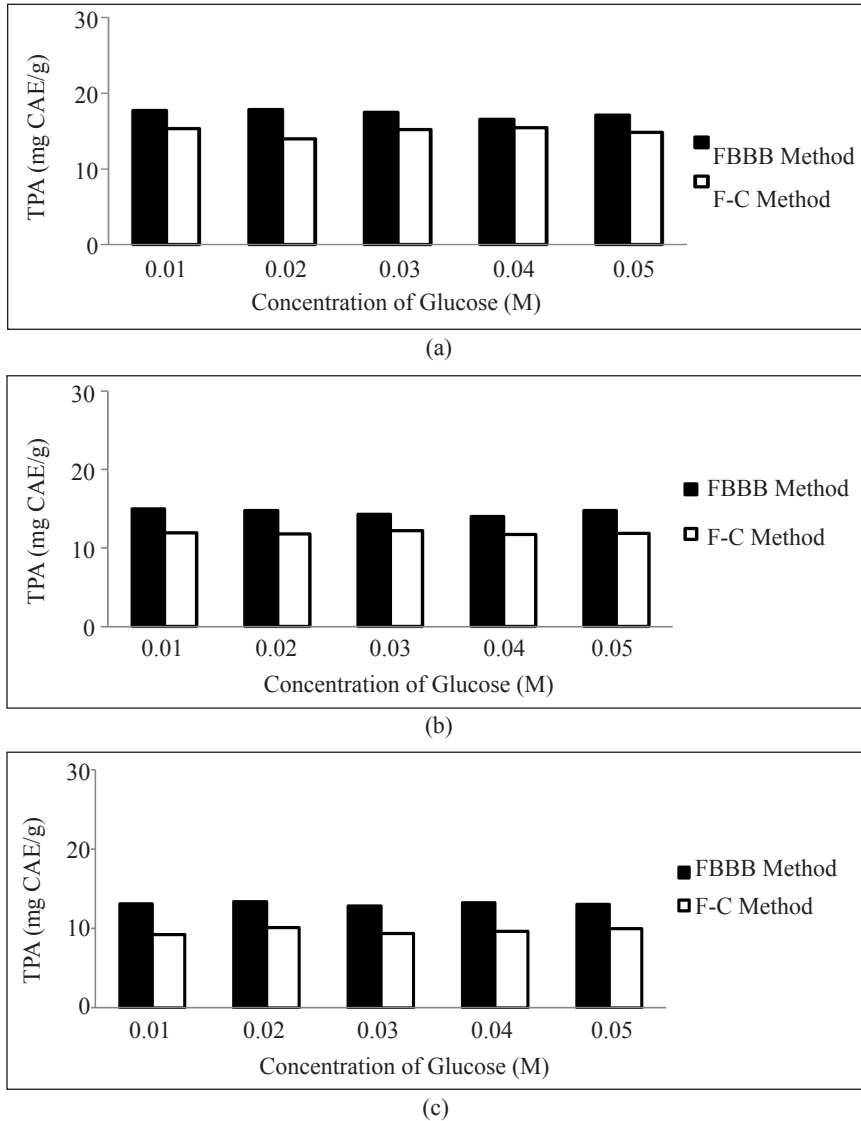 30
20
10
0
TPA (mg CAE/g)
0.01 0.02 0.03 0.04 0.05
Concentration of Glucose (M)
FBBB Method
F-C Method
(a)
30
20
10
0
TPA (mg CAE/g)
0.01 0.02 0.03 0.04 0.05
Concentration of Glucose (M)
FBBB Method
F-C Method
(b)
30
20
10
0
TPA (mg CAE/g)
0.01 0.02 0.03 0.04 0.05
Concentration of Glucose (M)
FBBB Method
F-C Method
(c)